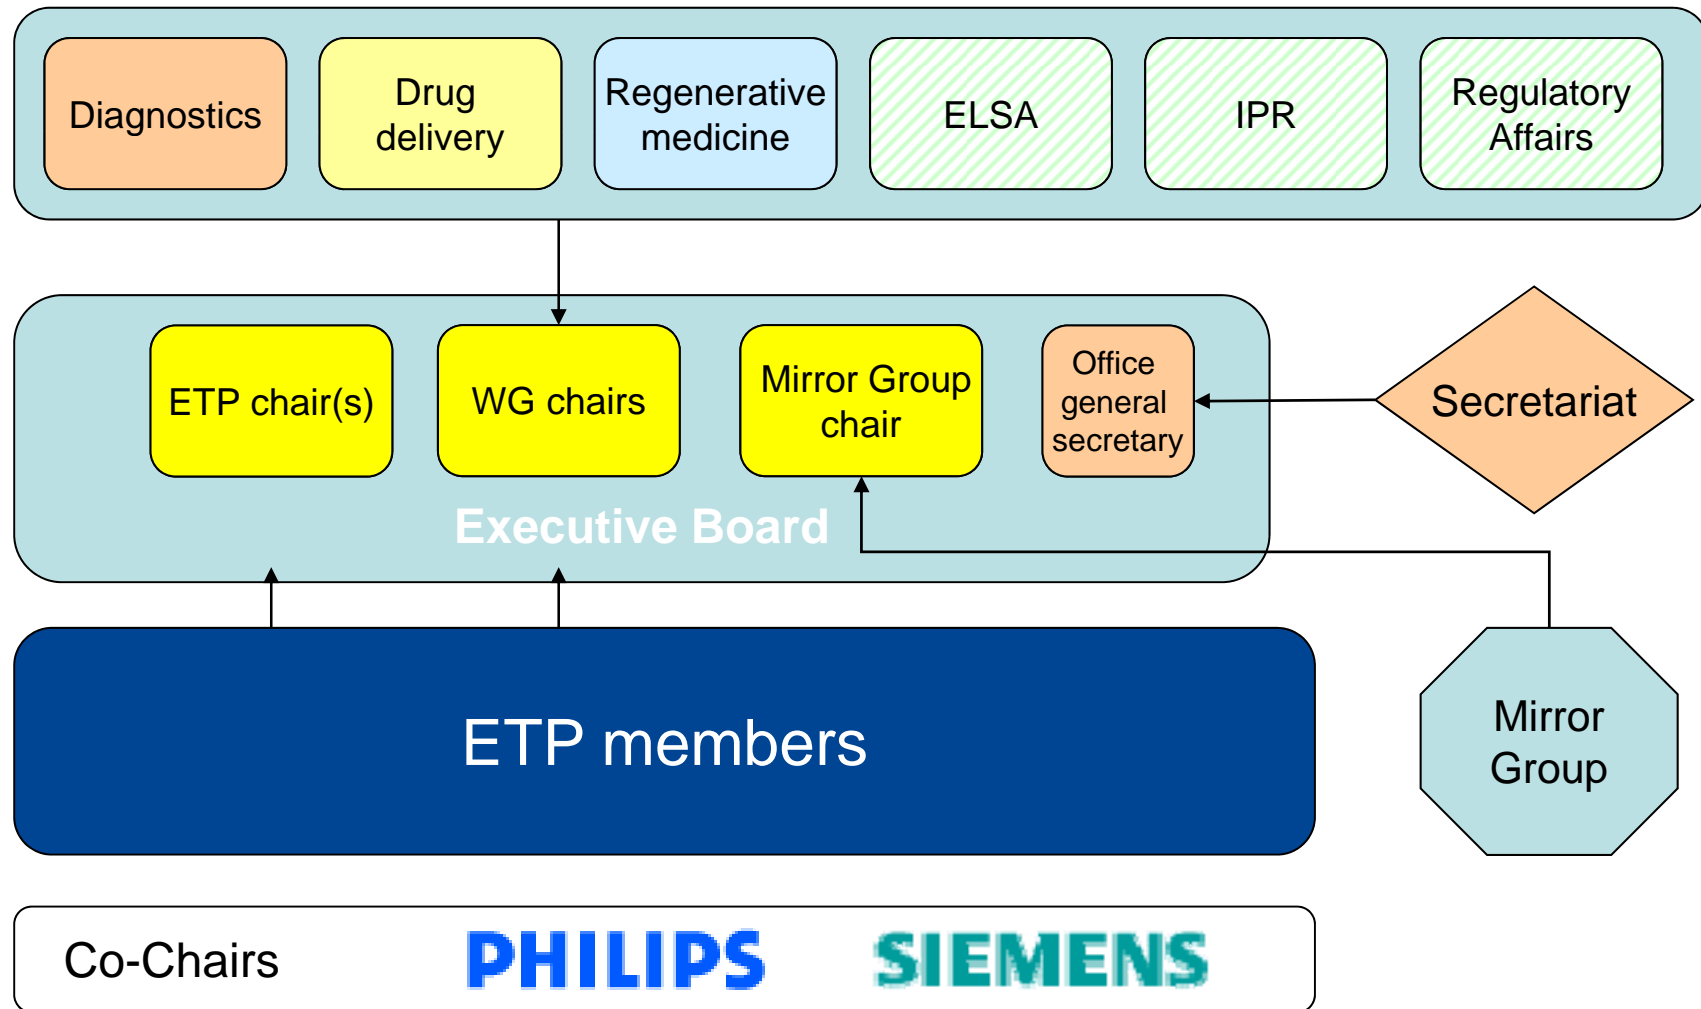 Diagnostics
Drug
delivery
Regenerative
medicine
ELSA
IPR
Regulatory
Affairs
ETP chair(s)
WG chairs
Mirror Group
chair
Office
general
secretary
Secretariat
Executive Board
ETP members
Mirror
Group
Co-Chairs
PHILIPS
SIEMENS